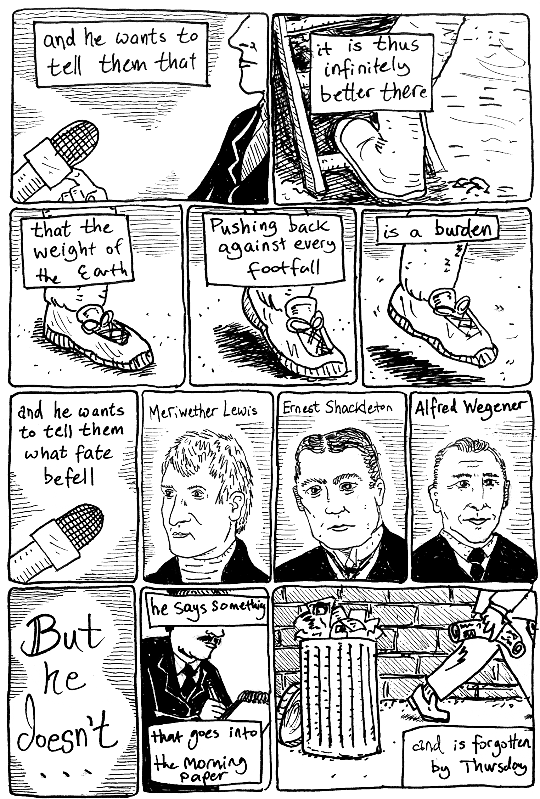 and he wants to
tell them that
it is thus
infinitely
better there
that the
weight of
the Earth
Pushing back
against every
footfall
is a burden
and he wants
to tell them
what fate
befell
Meriwether Lewis
Ernest Shackleton
Alfred Wegener
But
he
doesn't
....
he says something
that goes into
the morning
paper
and is forgotten
by Thursday